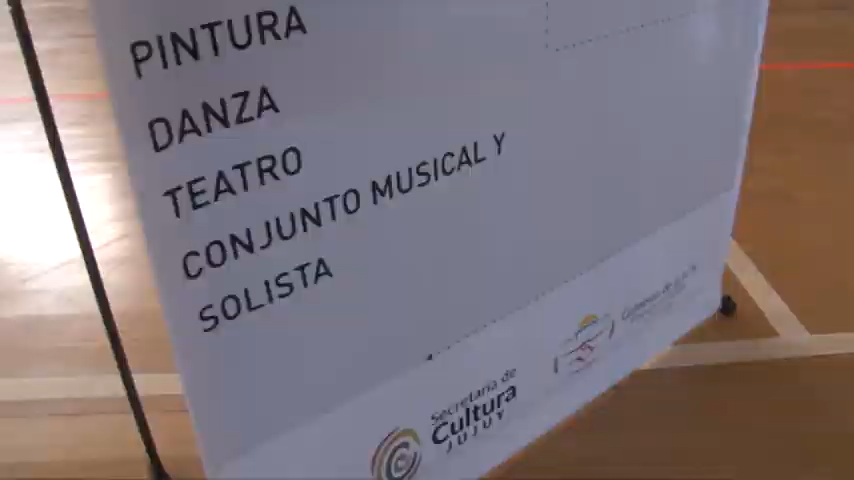 PINTURA
DANZA
TEATRO
CONJUNTO MUSICAL Y
SOLISTA
Secretaría de
Cultura
JUJUY